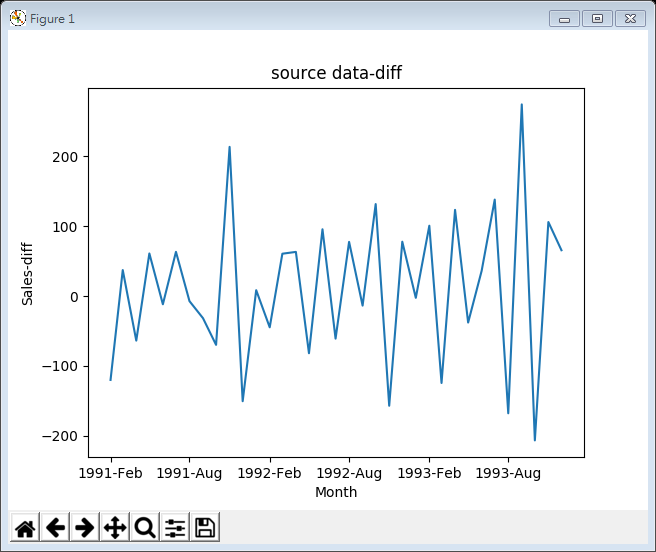 Figure 1
source data-diff
200
100
0
−100
−200
Sales-diff
1991-Feb 1991-Aug 1992-Feb 1992-Aug 1993-Feb 1993-Aug
Month